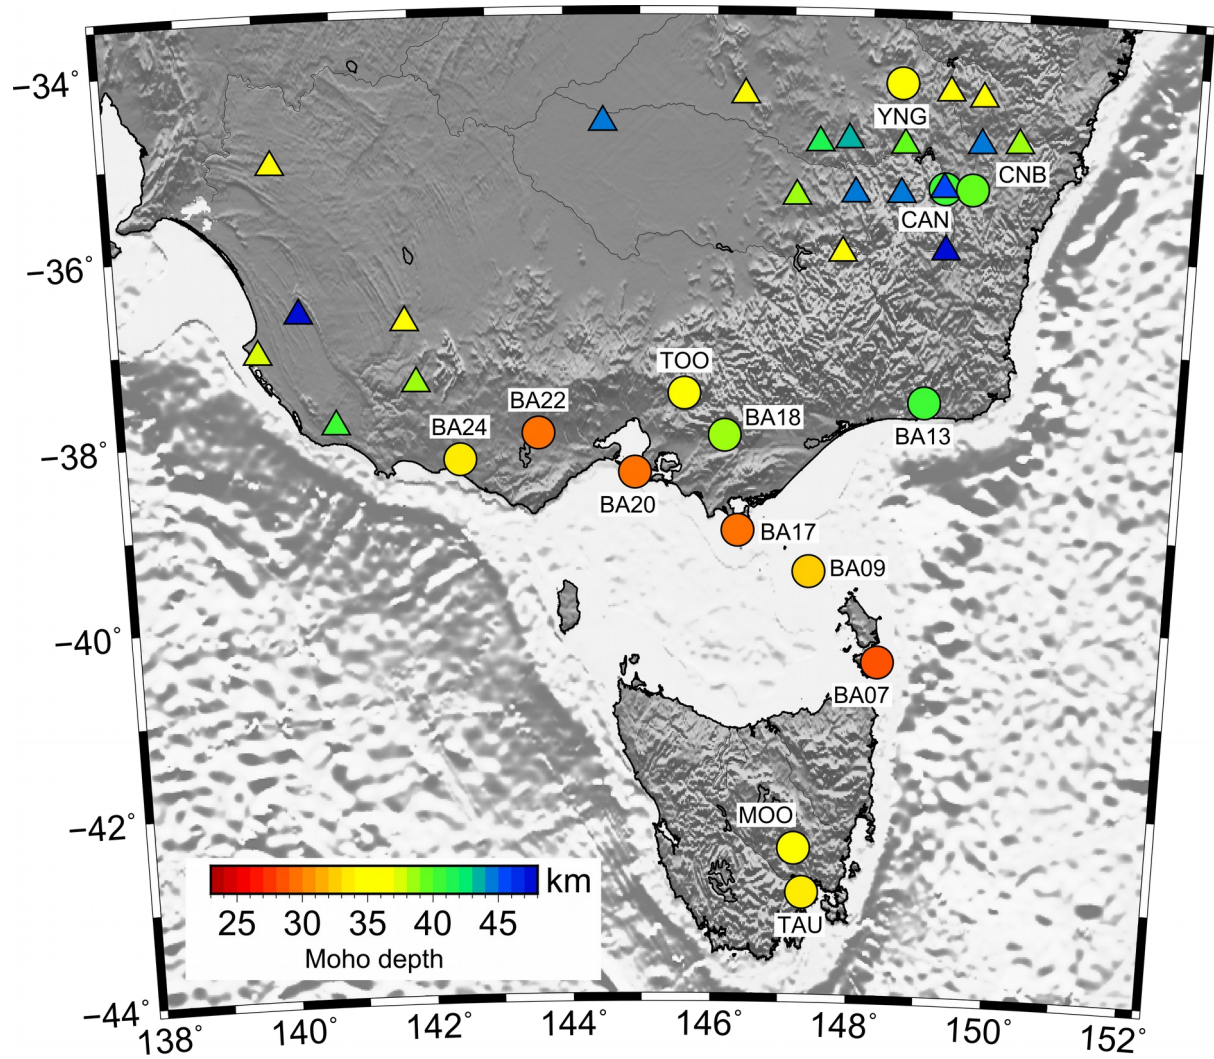 −34°
−36°
−38°
−40°
−42°
−44°
YNG
CNB
CAN
TOO
BA22
BA24
BA18
BA13
BA20
BA17
BA09
BA07
MOO
TAU
km
25 30 35 40 45
Moho depth
138° 140° 142° 144° 146° 148° 150° 152°